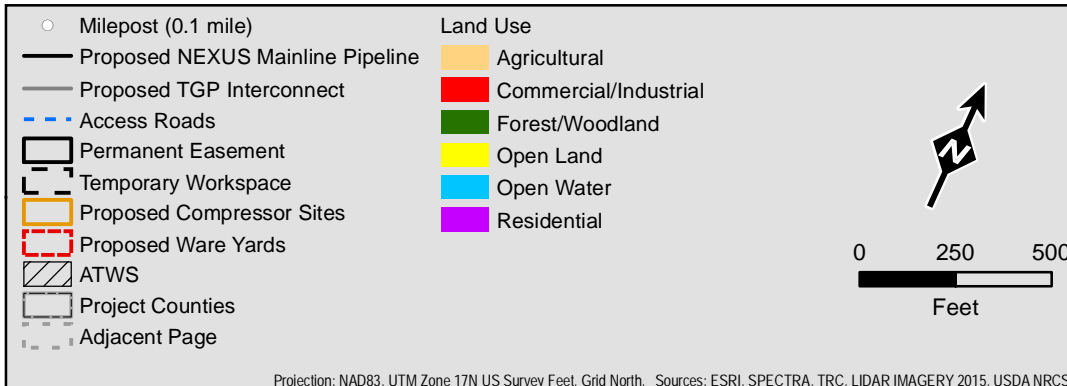 Milepost (0.1 mile)
Proposed NEXUS Mainline Pipeline
Proposed TGP Interconnect
Access Roads
Permanent Easement
Temporary Workspace
Proposed Compressor Sites
Proposed Ware Yards
ATWS
Project Counties
Adjacent Page
Land Use
Agricultural
Commercial/Industrial
Forest/Woodland
Open Land
Open Water
Residential
N
0 250 500
Feet
Projection: NAD83, UTM Zone 17N US Survey Feet, Grid North. Sources: ESRI, SPECTRA, TRC, LIDAR IMAGERY 2015, USDA NRCS